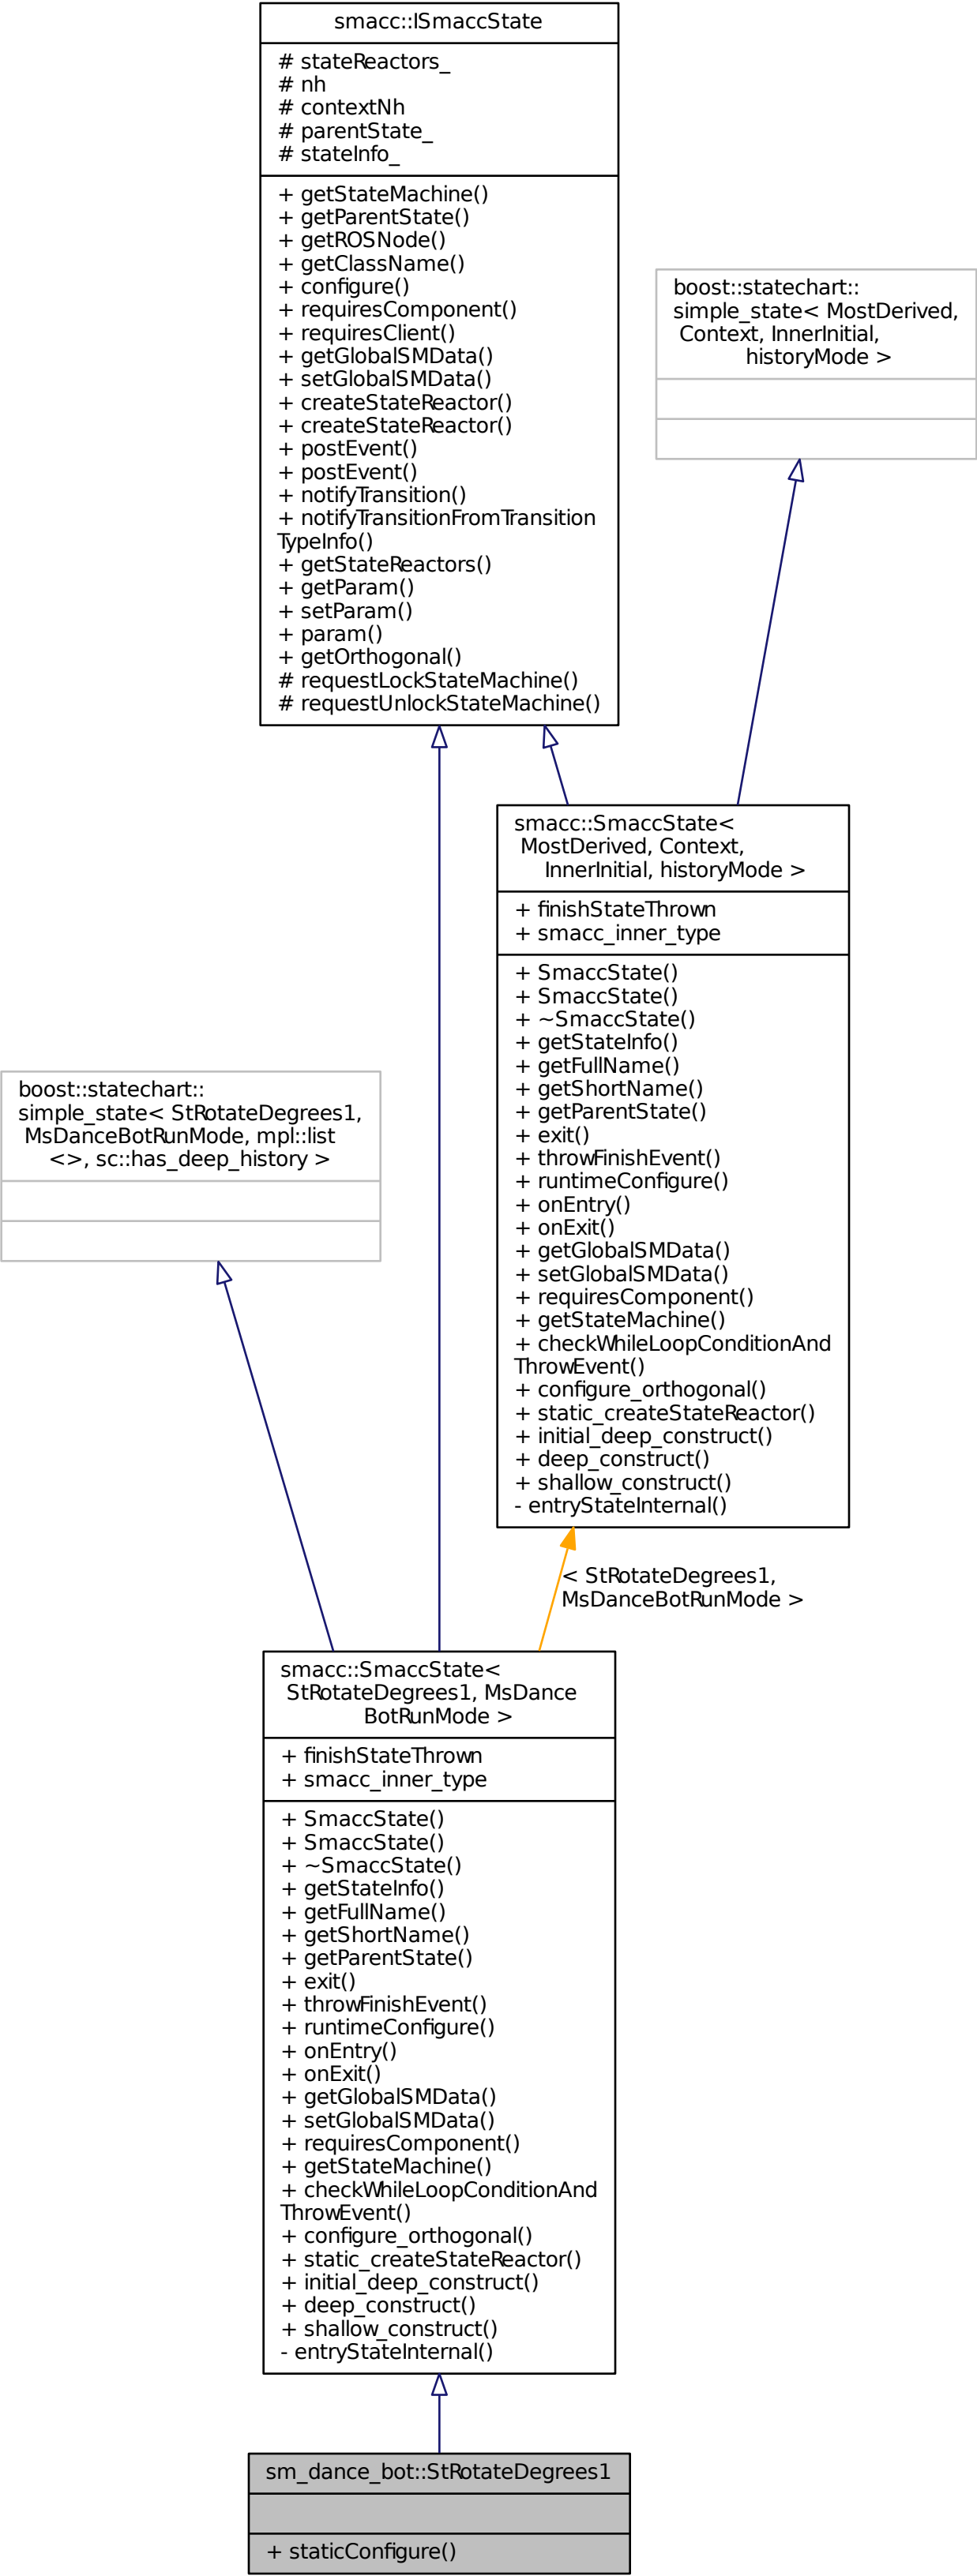 smacc::ISmaccState
# stateReactors_
# nh
# contextNh
# parentState_
# stateInfo_
+ getStateMachine()
+ getParentState()
+ getROSNode()
+ getClassName()
+ configure()
+ requiresComponent()
+ requiresClient()
+ getGlobalSMData()
+ setGlobalSMData()
+ createStateReactor()
+ createStateReactor()
+ postEvent()
+ postEvent()
+ notifyTransition()
+ notifyTransitionFromTransition
TypeInfo()
+ getStateReactors()
+ getParam()
+ setParam()
+ param()
+ getOrthogonal()
# requestLockStateMachine()
# requestUnlockStateMachine()
boost::statechart::
simple_state< MostDerived,
Context, InnerInitial,
historyMode >
smacc::SmaccState<
MostDerived, Context,
InnerInitial, historyMode >
+ finishStateThrown
+ smacc_inner_type
+ SmaccState()
+ SmaccState()
+ ~SmaccState()
+ getStateInfo()
+ getFullName()
+ getShortName()
+ getParentState()
+ exit()
+ throwFinishEvent()
+ runtimeConfigure()
+ onEntry()
+ onExit()
+ getGlobalSMData()
+ setGlobalSMData()
+ requiresComponent()
+ getStateMachine()
+ checkWhileLoopConditionAnd
ThrowEvent()
+ configure_orthogonal()
+ static_createStateReactor()
+ initial_deep_construct()
+ deep_construct()
+ shallow_construct()
- entryStateInternal()
boost::statechart::
simple_state< StRotateDegrees1,
MsDanceBotRunMode, mpl::list
<>, sc::has_deep_history >
< StRotateDegrees1,
MsDanceBotRunMode >
smacc::SmaccState<
StRotateDegrees1, MsDance
BotRunMode >
+ finishStateThrown
+ smacc_inner_type
+ SmaccState()
+ SmaccState()
+ ~SmaccState()
+ getStateInfo()
+ getFullName()
+ getShortName()
+ getParentState()
+ exit()
+ throwFinishEvent()
+ runtimeConfigure()
+ onEntry()
+ onExit()
+ getGlobalSMData()
+ setGlobalSMData()
+ requiresComponent()
+ getStateMachine()
+ checkWhileLoopConditionAnd
ThrowEvent()
+ configure_orthogonal()
+ static_createStateReactor()
+ initial_deep_construct()
+ deep_construct()
+ shallow_construct()
- entryStateInternal()
sm_dance_bot::StRotateDegrees1
+ staticConfigure()